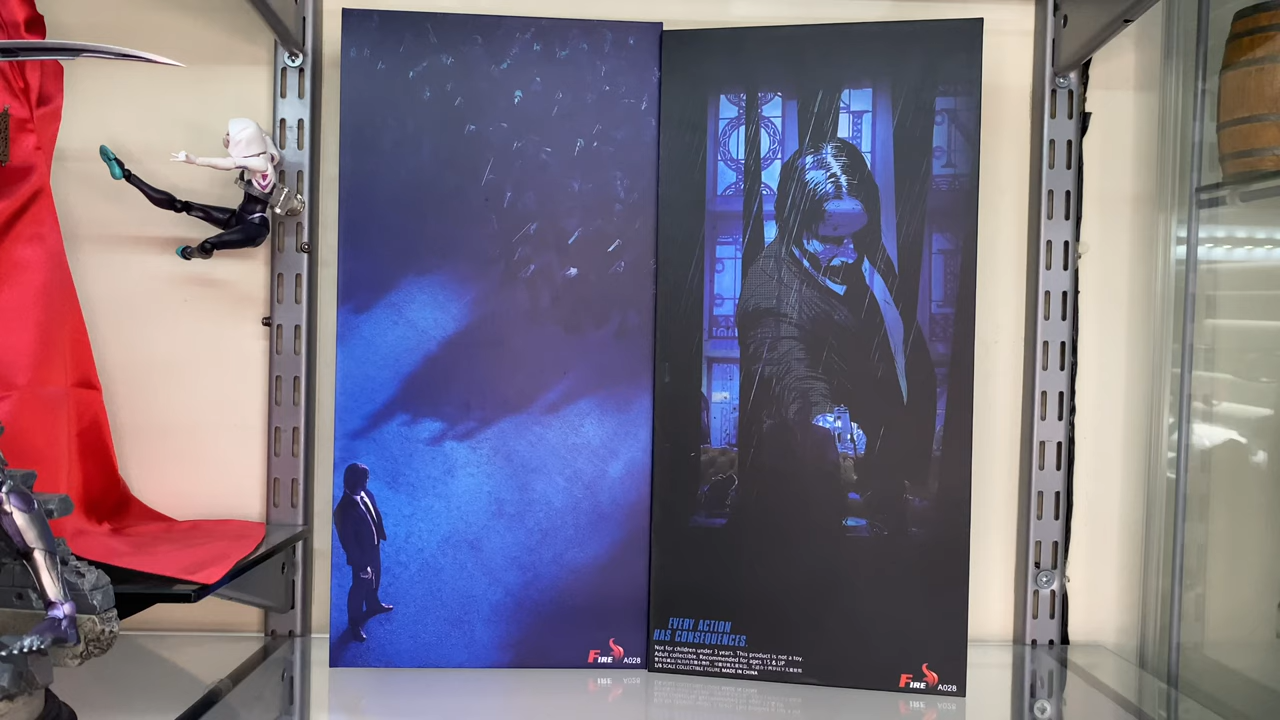 FIRE A028
EVERY ACTION
HAS CONSEQUENCES.
Not for children under 3 years. This product is not a toy.
Adult collectible. Recommended for ages 15 & UP
1/6 SCALE COLLECTIBLE FIGURE MADE IN CHINA
FIRE A028